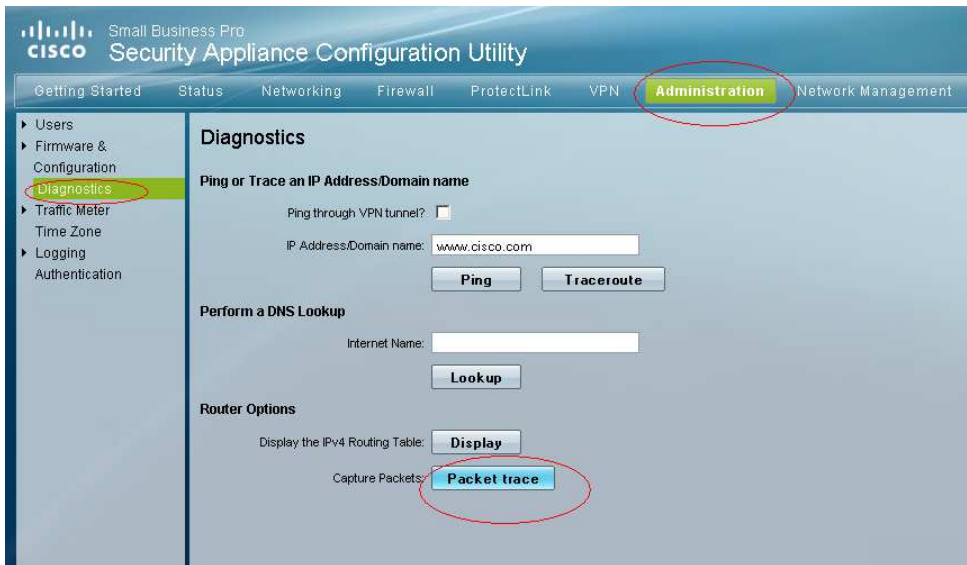 Small Business Pro
CISCO Security Appliance Configuration Utility
Getting Started Status Networking Firewall ProtectLink VPN Administration Network Management
Users
Firmware &
Configuration
Diagnostics
Traffic Meter
Time Zone
Logging
Authentication
Diagnostics
Ping or Trace an IP Address/Domain name
Ping through VPN tunnel?
IP Address/Domain name: www.cisco.com
Ping Traceroute
Perform a DNS Lookup
Internet Name:
Lookup
Router Options
Display the IPv4 Routing Table: Display
Capture Packets: Packet trace